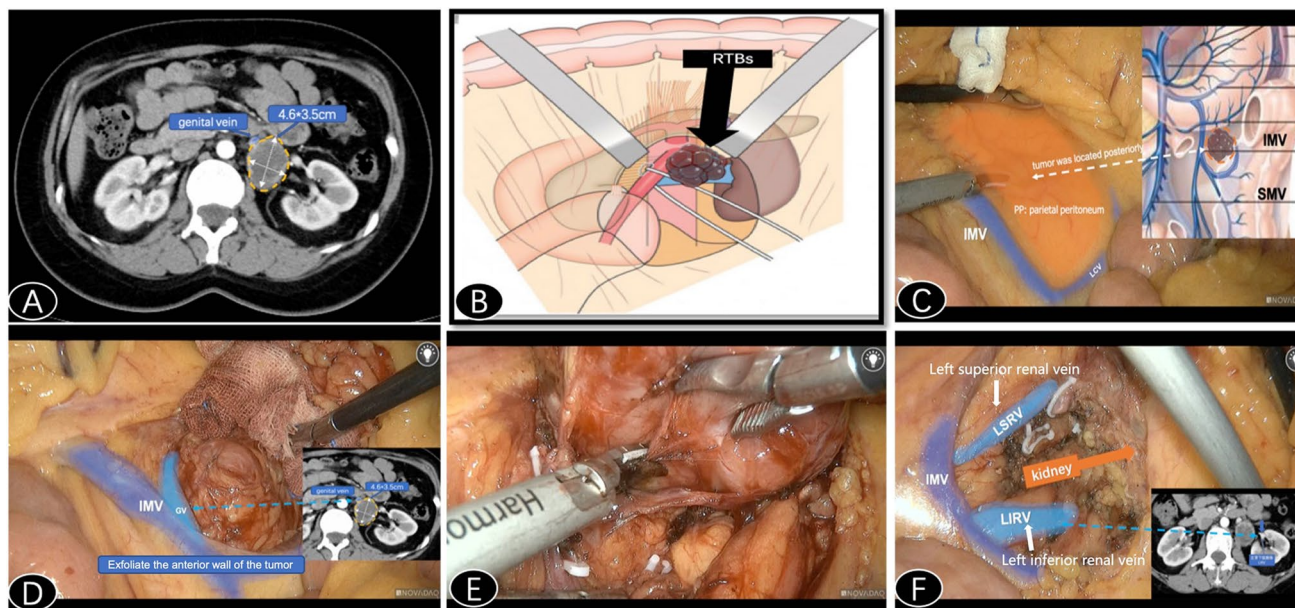 genital vein
4.6*3.5cm
A
RTBs
B
tumor was located posteriorly
IMV
SMV
PP: parietal peritoneum
IMV
LCV
NOVADAQ
C
IMV
GV
genital vein
4.6*3.5cm
Exfoliate the anterior wall of the tumor
D
Harmo
NOVADAQ
E
Left superior renal vein
LSRV
IMV
kidney
LIRV
Left inferior renal vein
F